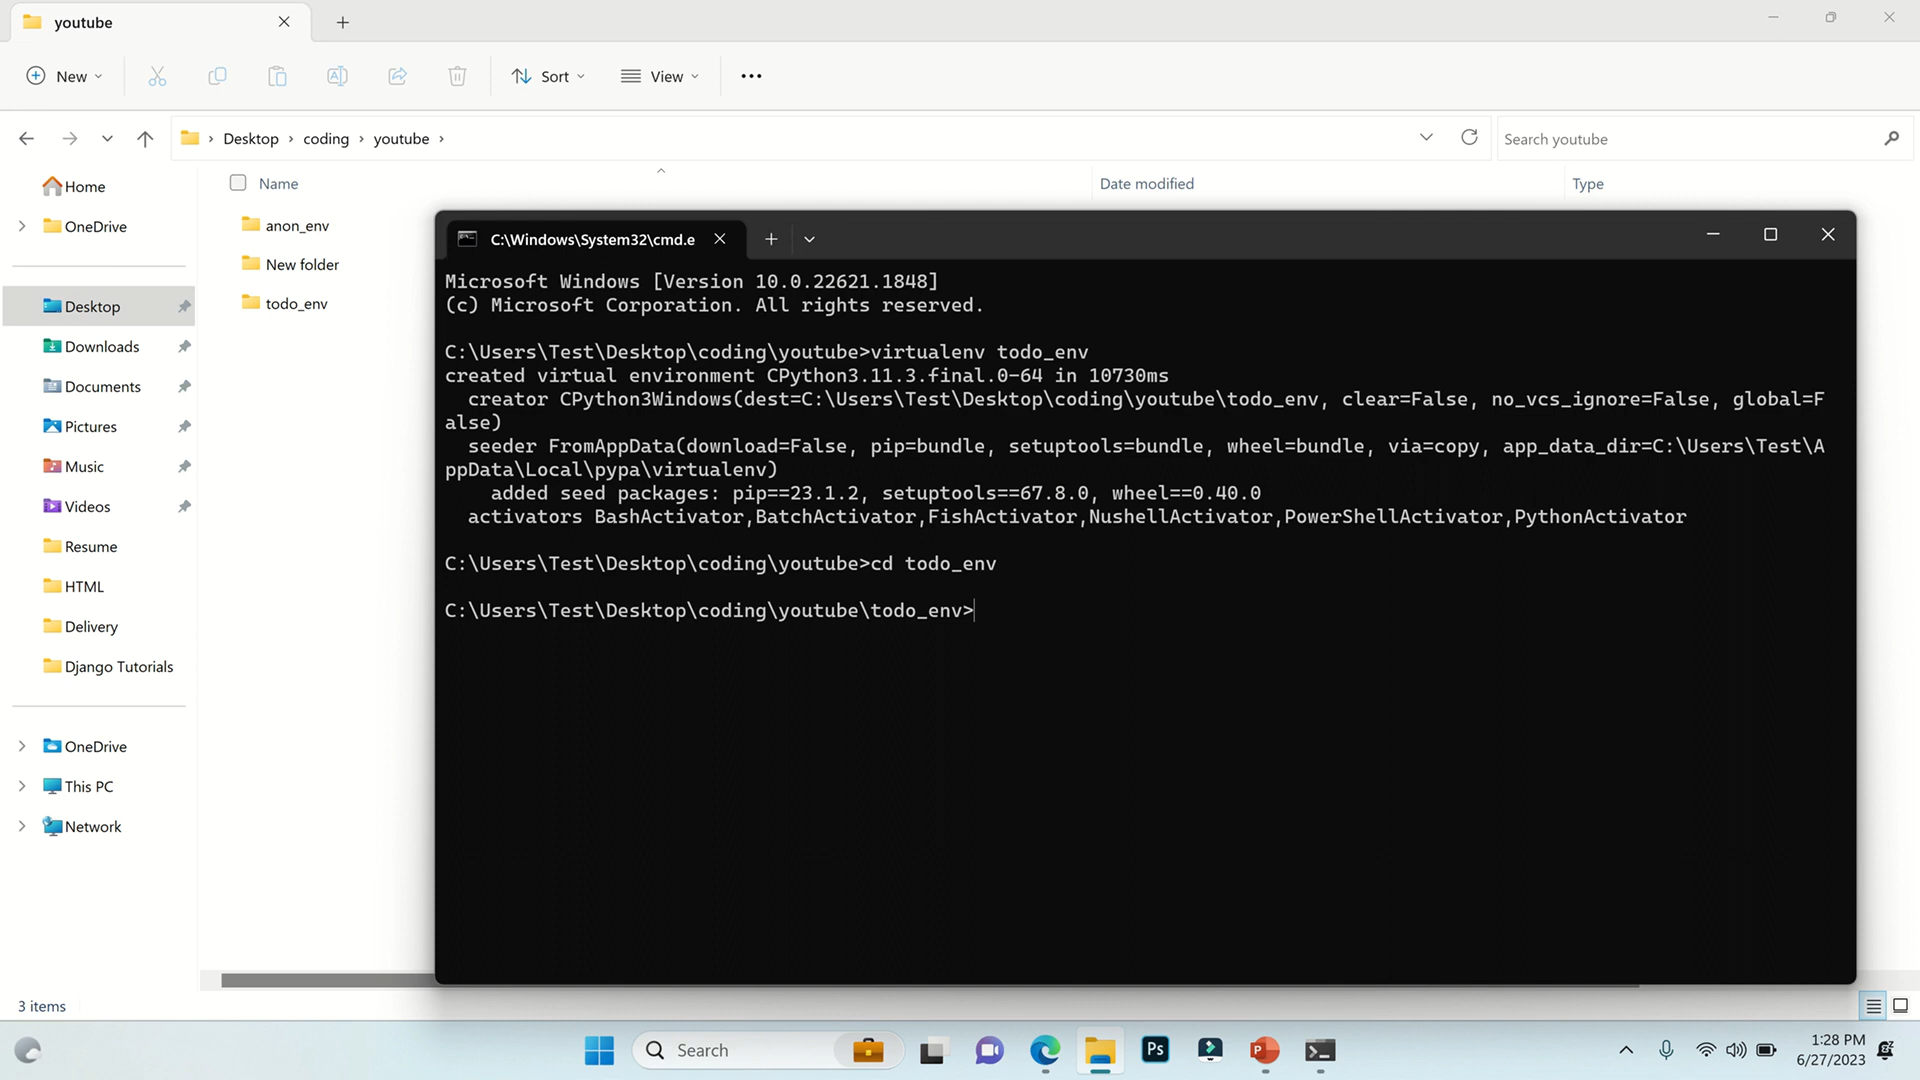 youtube
New
Sort
View
Desktop
coding
youtube
Search youtube
Name
Date modified
Type
Home
OneDrive
Desktop
Downloads
Documents
Pictures
Music
Videos
Resume
HTML
Delivery
Django Tutorials
OneDrive
This PC
Network
anon_env
New folder
todo_env
C:\Windows\System32\cmd.e
Microsoft Windows [Version 10.0.22621.1848]
(c) Microsoft Corporation. All rights reserved.
C:\Users\Test\Desktop\coding\youtube>virtualenv todo_env
created virtual environment CPython3.11.3.final.0-64 in 10730ms
creator CPython3Windows(dest=C:\Users\Test\Desktop\coding\youtube\todo_env, clear=False, no_vcs_ignore=False, global=F
alse)
seeder FromAppData(download=False, pip=bundle, setuptools=bundle, wheel=bundle, via=copy, app_data_dir=C:\Users\Test\A
ppData\Local\pypa\virtualenv)
added seed packages: pip==23.1.2, setuptools==67.8.0, wheel==0.40.0
activators BashActivator,BatchActivator,FishActivator,NushellActivator,PowerShellActivator,PythonActivator
C:\Users\Test\Desktop\coding\youtube>cd todo_env
C:\Users\Test\Desktop\coding\youtube\todo_env>
3 items
Search
Ps
1:28 PM
6/27/2023